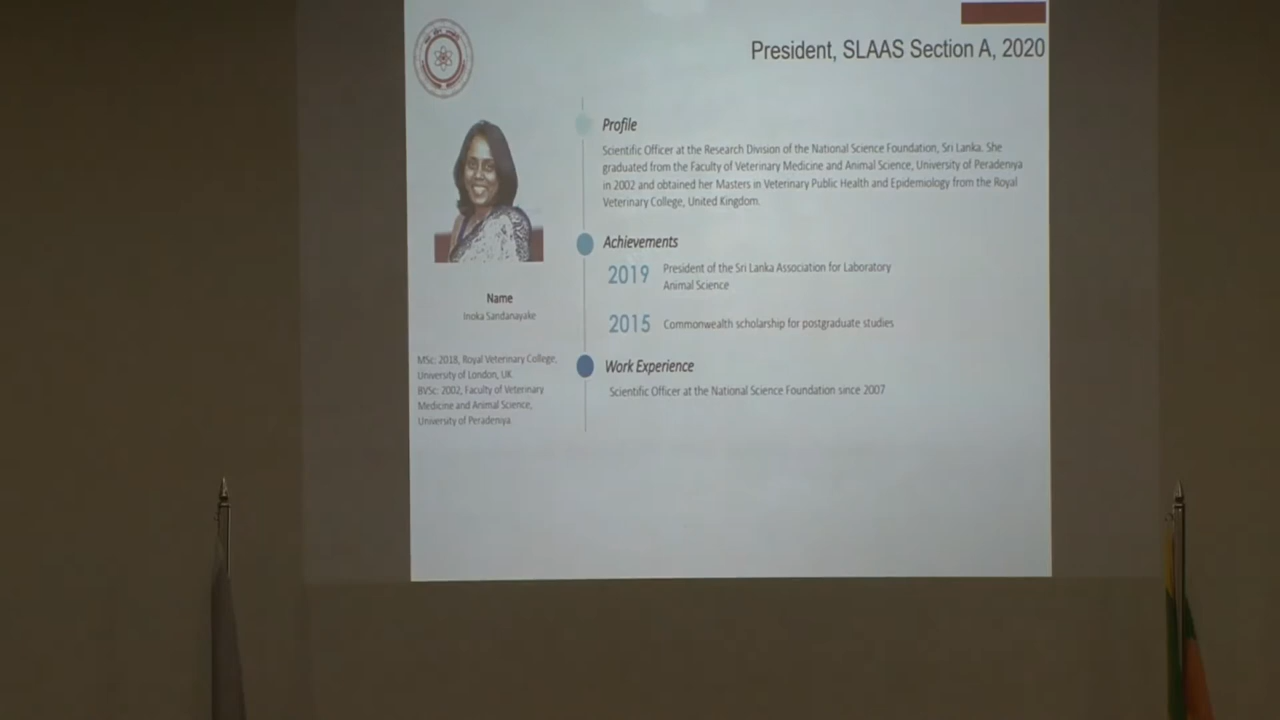 President, SLAAS Section A, 2020
Profile
Scientific Officer at the Research Division of the National Science Foundation, Sri Lanka. She
graduated from the Faculty of Veterinary Medicine and Animal Science, University of Peradeniya
in 2002 and obtained her Masters in Veterinary Public Health and Epidemiology from the Royal
Veterinary College, United Kingdom.
Achievements
2019 President of the Sri Lanka Association for Laboratory
Animal Science
2015 Commonwealth scholarship for postgraduate studies
Work Experience
Scientific Officer at the National Science Foundation since 2007
Name
Inoka Sandanayake
MSc: 2018, Royal Veterinary College,
University of London, UK
BVSc: 2002, Faculty of Veterinary
Medicine and Animal Science,
University of Peradeniya